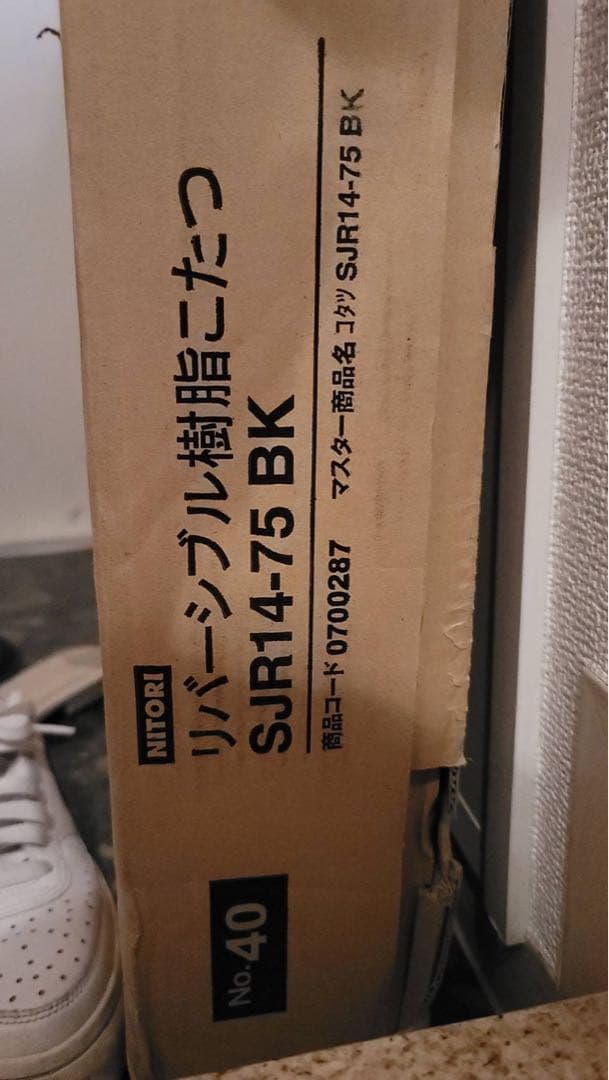 NITORI
リバーシブル樹脂こたつ
SJR14-75 BK
商品コード 0700287 マスター商品名 コタツ SJR14-75 BK
No.40